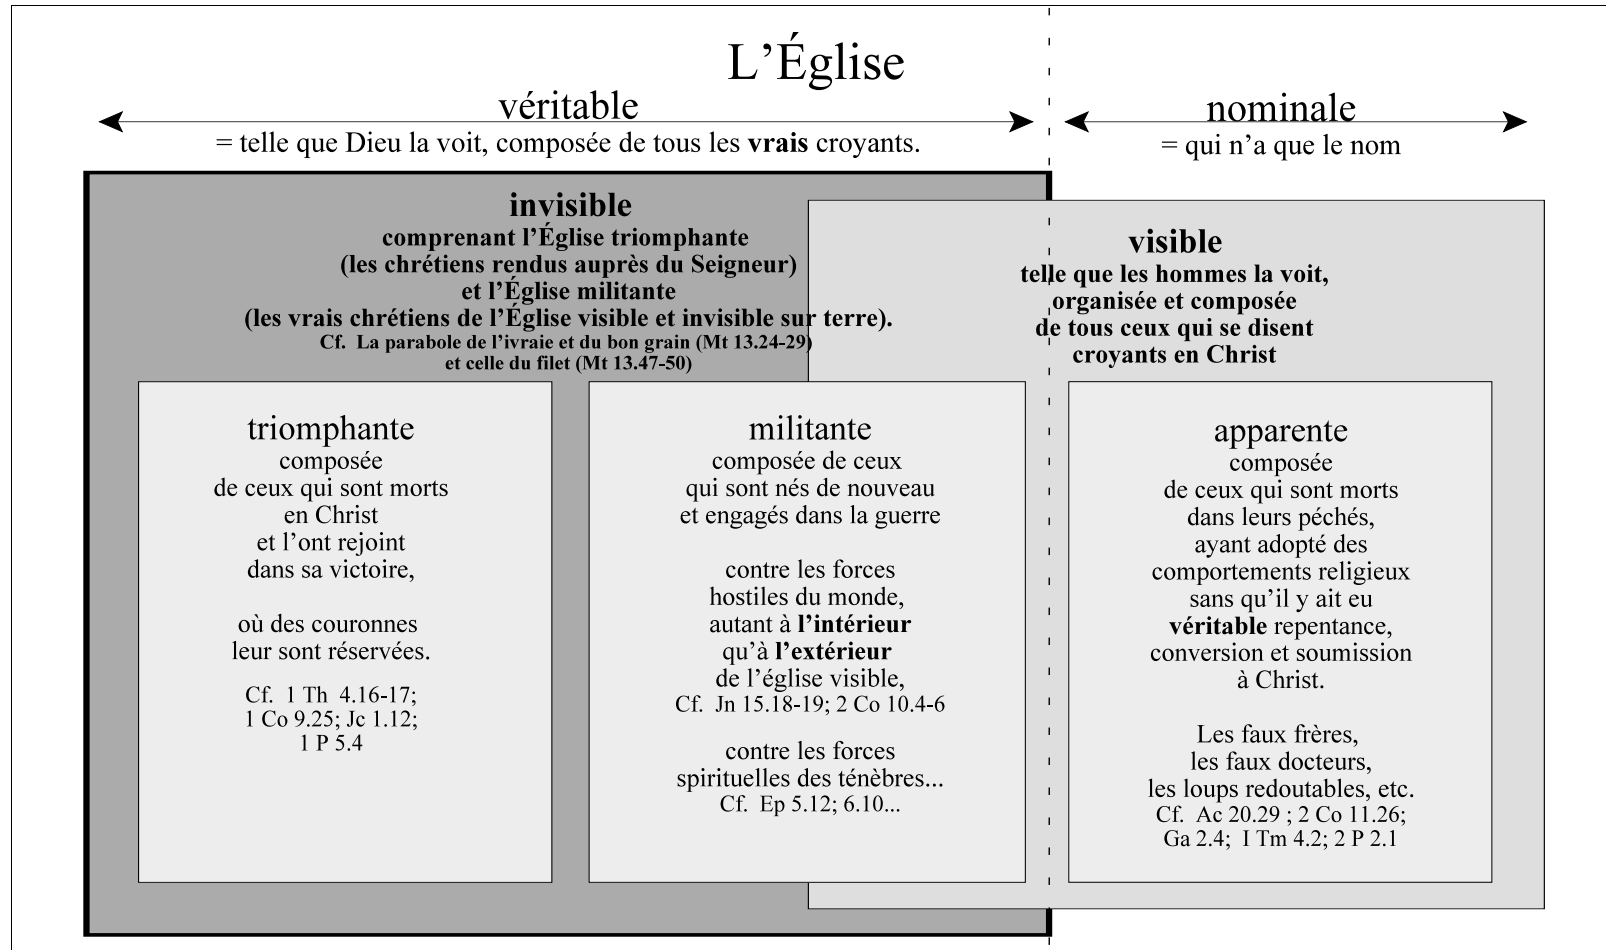 L’Église
véritable
= telle que Dieu la voit, composée de tous les vrais croyants.
nominale
= qui n’a que le nom
invisible
comprenant l’Église triomphante
(les chrétiens rendus auprès du Seigneur)
et l’Église militante
(les vrais chrétiens de l’Église visible et invisible sur terre).
Cf. La parabole de l’ivraie et du bon grain (Mt 13.24-29)
et celle du filet (Mt 13.47-50)
visible
telle que les hommes la voit,
organisée et composée
de tous ceux qui se disent
croyants en Christ
triomphante
composée
de ceux qui sont morts
en Christ
et l’ont rejoint
dans sa victoire,
où des couronnes
leur sont réservées.
Cf. 1 Th 4.16-17;
1 Co 9.25; Jc 1.12;
1 P 5.4
militante
composée de ceux
qui sont nés de nouveau
et engagés dans la guerre
contre les forces
hostiles du monde,
autant à l’intérieur
qu’à l’extérieur
de l’église visible,
Cf. Jn 15.18-19; 2 Co 10.4-6
contre les forces
spirituelles des ténèbres...
Cf. Ep 5.12; 6.10...
apparente
composée
de ceux qui sont morts
dans leurs péchés,
ayant adopté des
comportements religieux
sans qu’il y ait eu
véritable repentance,
conversion et soumission
à Christ.
Les faux frères,
les faux docteurs,
les loups redoutables, etc.
Cf. Ac 20.29 ; 2 Co 11.26;
Ga 2.4; I Tm 4.2; 2 P 2.1